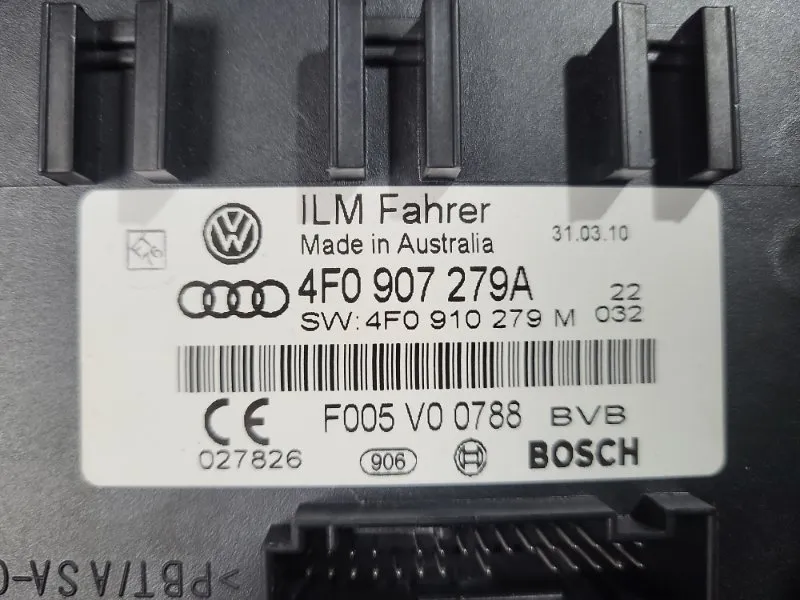 ILM Fahrer
Made in Australia
31.03.10
4F0 907 279A
22
SW: 4F0 910 279 M
032
CE
F005 V0 0788 BVB
027826
906
BOSCH
>PBT/ASA-